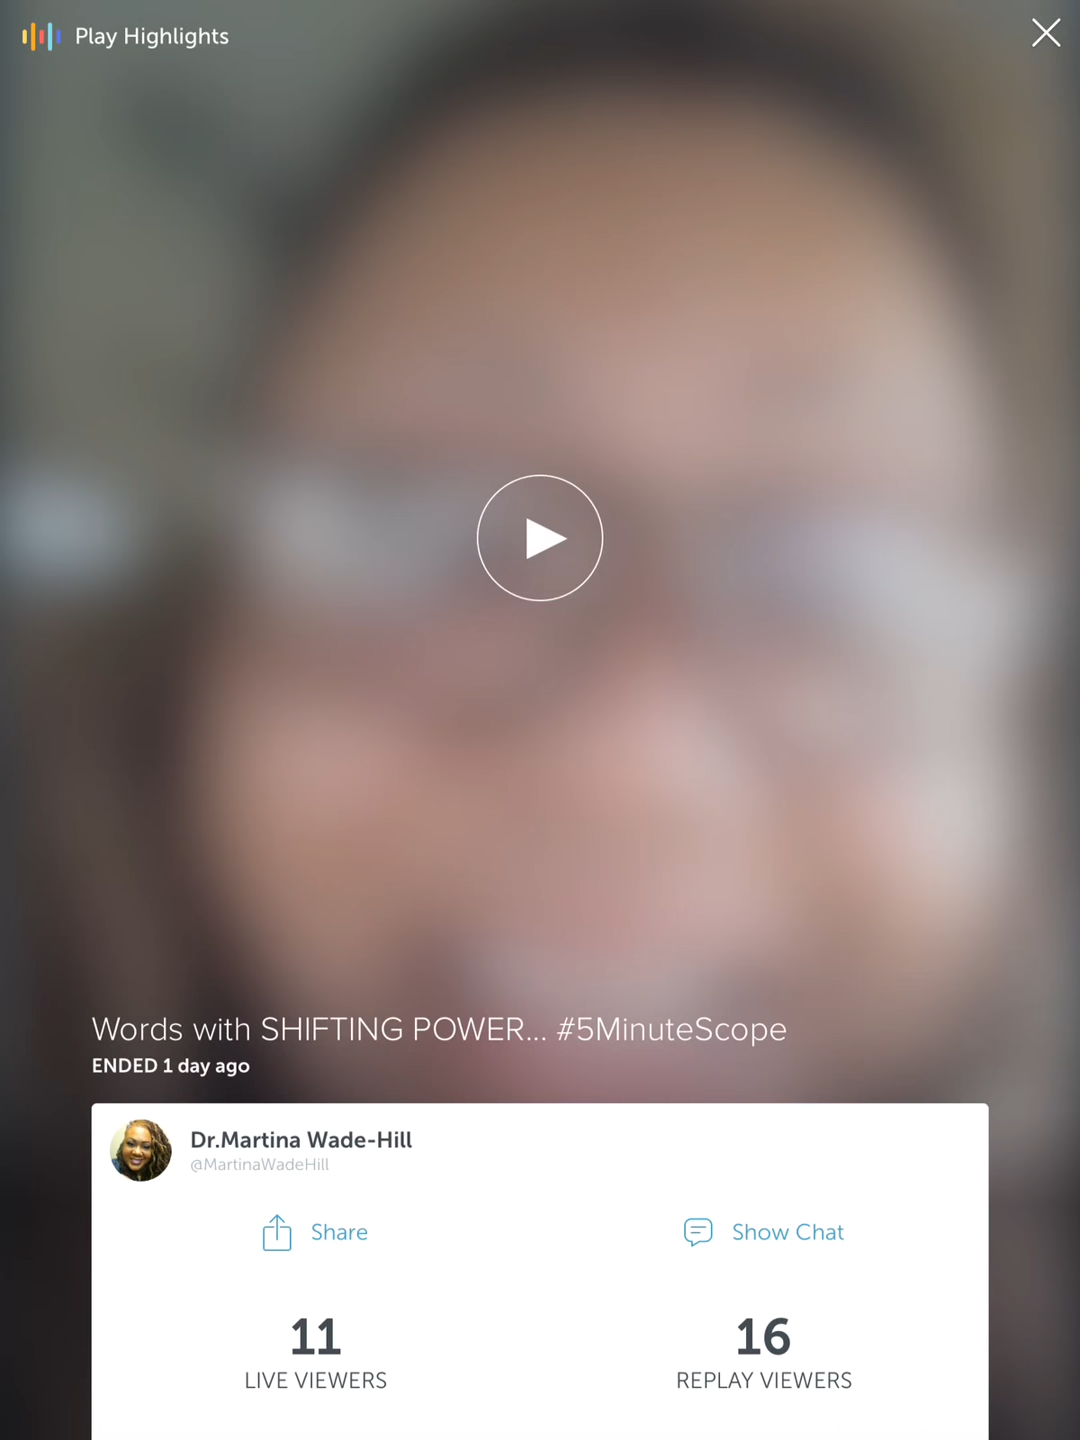 Play Highlights
Words with SHIFTING POWER... #5MinuteScope
ENDED 1 day ago
Dr.Martina Wade-Hill
@MartinaWadeHill
Share
Show Chat
11
LIVE VIEWERS
16
REPLAY VIEWERS